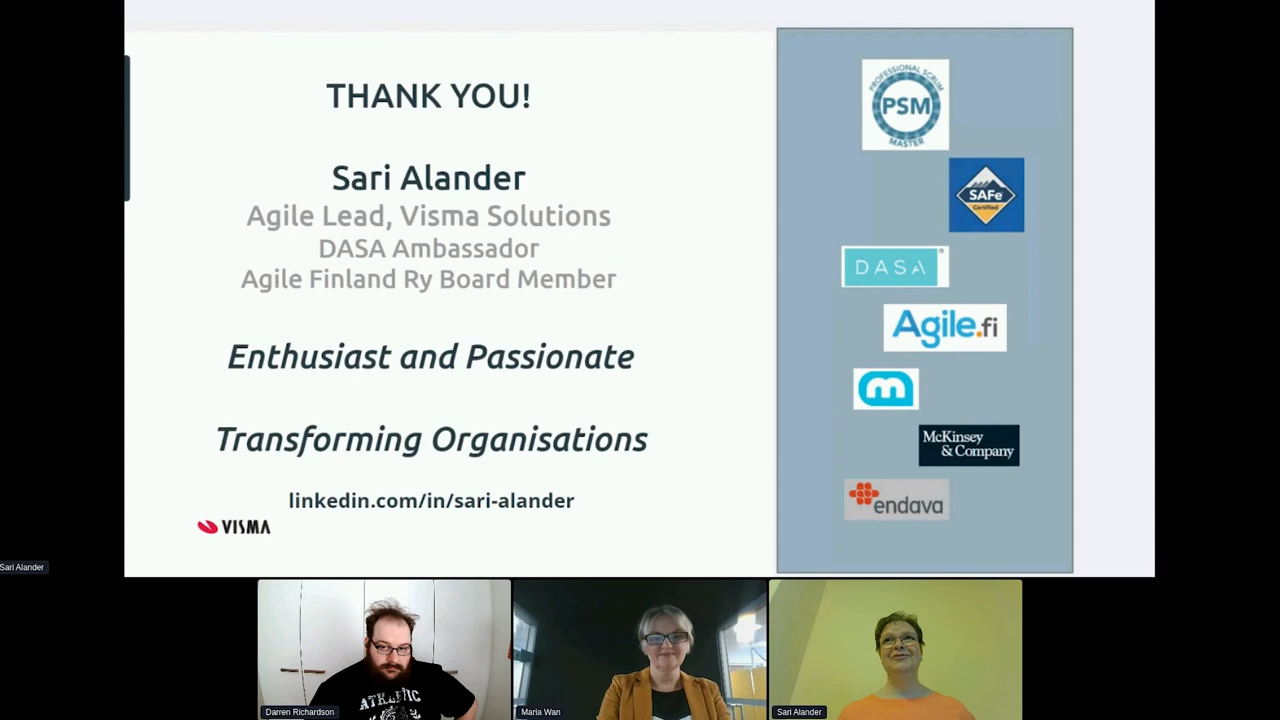 THANK YOU!
Sari Alander
Agile Lead, Visma Solutions
DASA Ambassador
Agile Finland Ry Board Member
Enthusiast and Passionate
Transforming Organisations
linkedin.com/in/sari-alander
VISMA
PROFESSIONAL SCRUM
PSM
MASTER
SAFe
Certified
DASA
Agile.fi
m
McKinsey
& Company
endava
Sari Alander
ATHLETIC
Darren Richardson
Maria Wan
Sari Alander